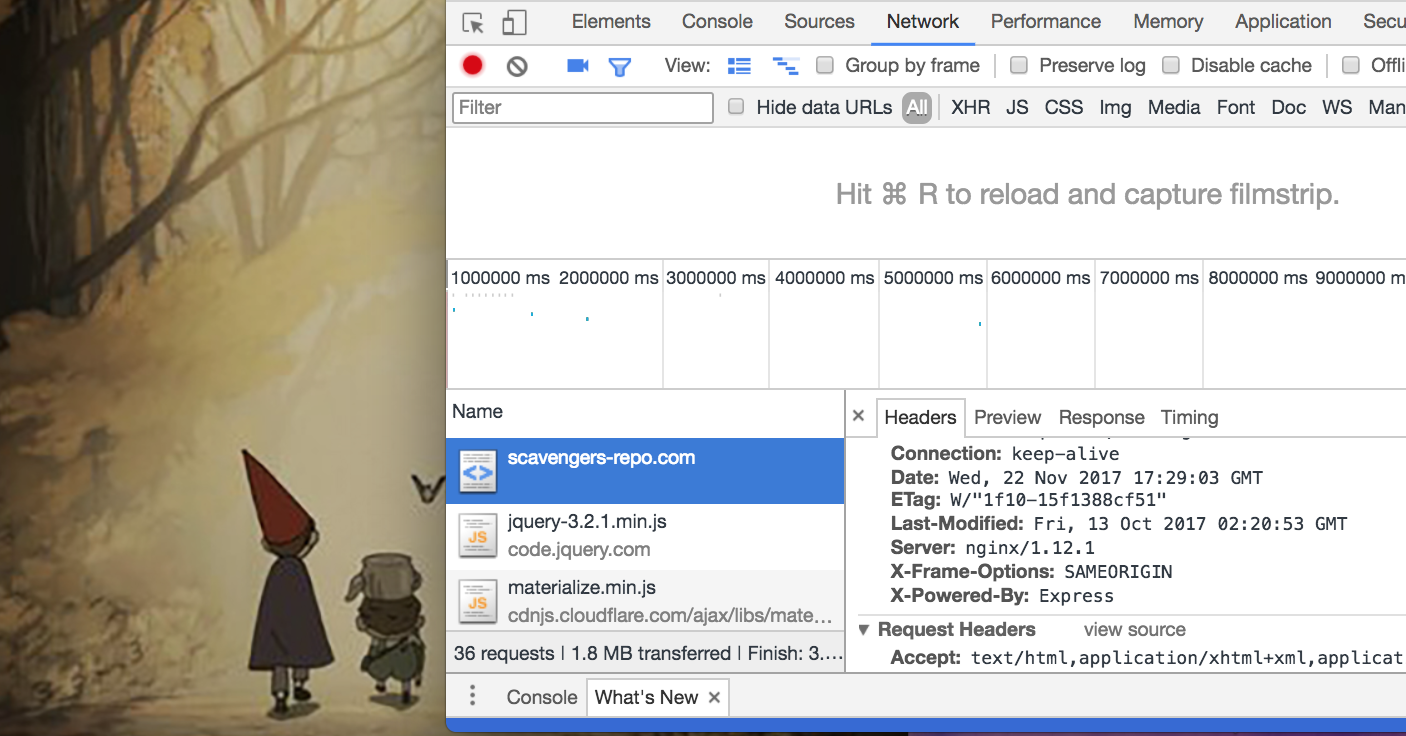 Elements Console Sources Network Performance Memory Application Secu
View: Group by frame Preserve log Disable cache Offli
Filter Hide data URLs All XHR JS CSS Img Media Font Doc WS Man
Hit ⌘ R to reload and capture filmstrip.
1000000 ms 2000000 ms 3000000 ms 4000000 ms 5000000 ms 6000000 ms 7000000 ms 8000000 ms 9000000 m
Name
scavengers-repo.com
JS jquery-3.2.1.min.js
code.jquery.com
JS materialize.min.js
cdnjs.cloudflare.com/ajax/libs/mate...
36 requests | 1.8 MB transferred | Finish: 3....
× Headers Preview Response Timing
Connection: keep-alive
Date: Wed, 22 Nov 2017 17:29:03 GMT
ETag: W/"1f10-15f1388cf51"
Last-Modified: Fri, 13 Oct 2017 02:20:53 GMT
Server: nginx/1.12.1
X-Frame-Options: SAMEORIGIN
X-Powered-By: Express
▼ Request Headers view source
Accept: text/html,application/xhtml+xml,applicat
Console What's New ×